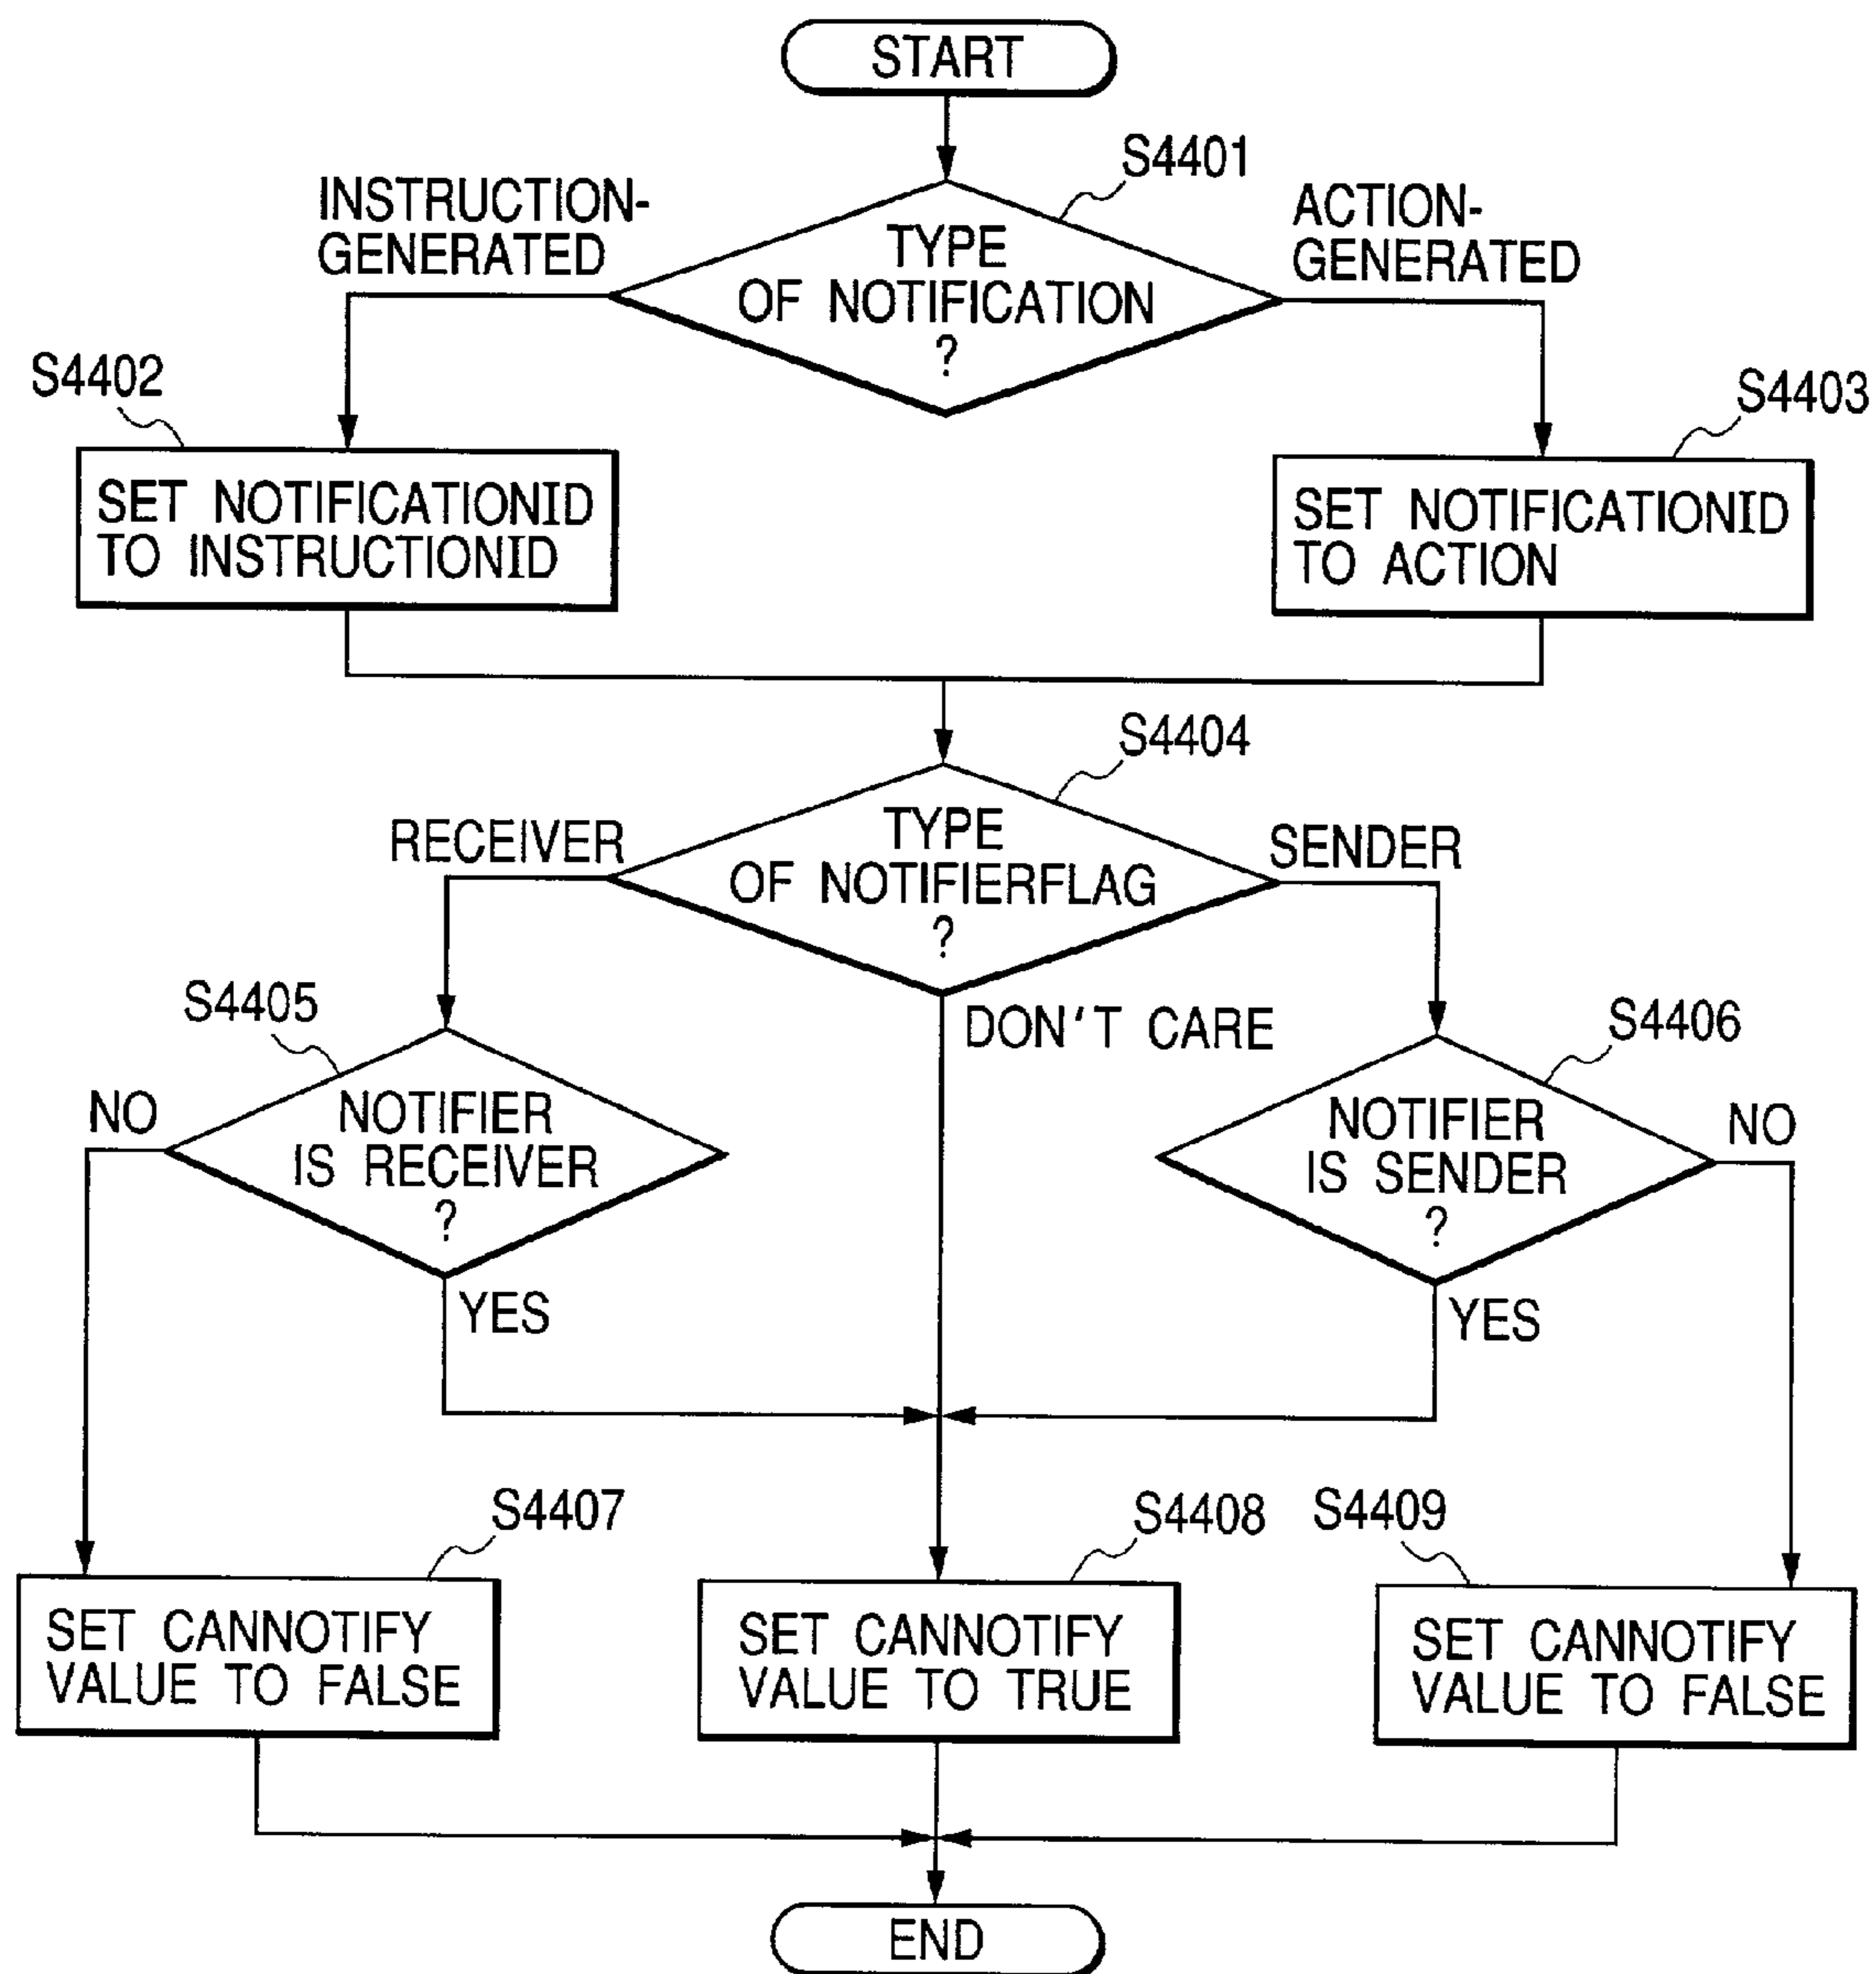 START
S4401
INSTRUCTION-
GENERATED
TYPE
OF NOTIFICATION
?
ACTION-
GENERATED
S4402
SET NOTIFICATIONID
TO INSTRUCTIONID
S4403
SET NOTIFICATIONID
TO ACTION
S4404
RECEIVER
TYPE
OF NOTIFIERFLAG
?
SENDER
DON'T CARE
S4405
NO
NOTIFIER
IS RECEIVER
?
YES
S4406
NOTIFIER
IS SENDER
?
NO
YES
S4407
SET CANNOTIFY
VALUE TO FALSE
S4408
SET CANNOTIFY
VALUE TO TRUE
S4409
SET CANNOTIFY
VALUE TO FALSE
END